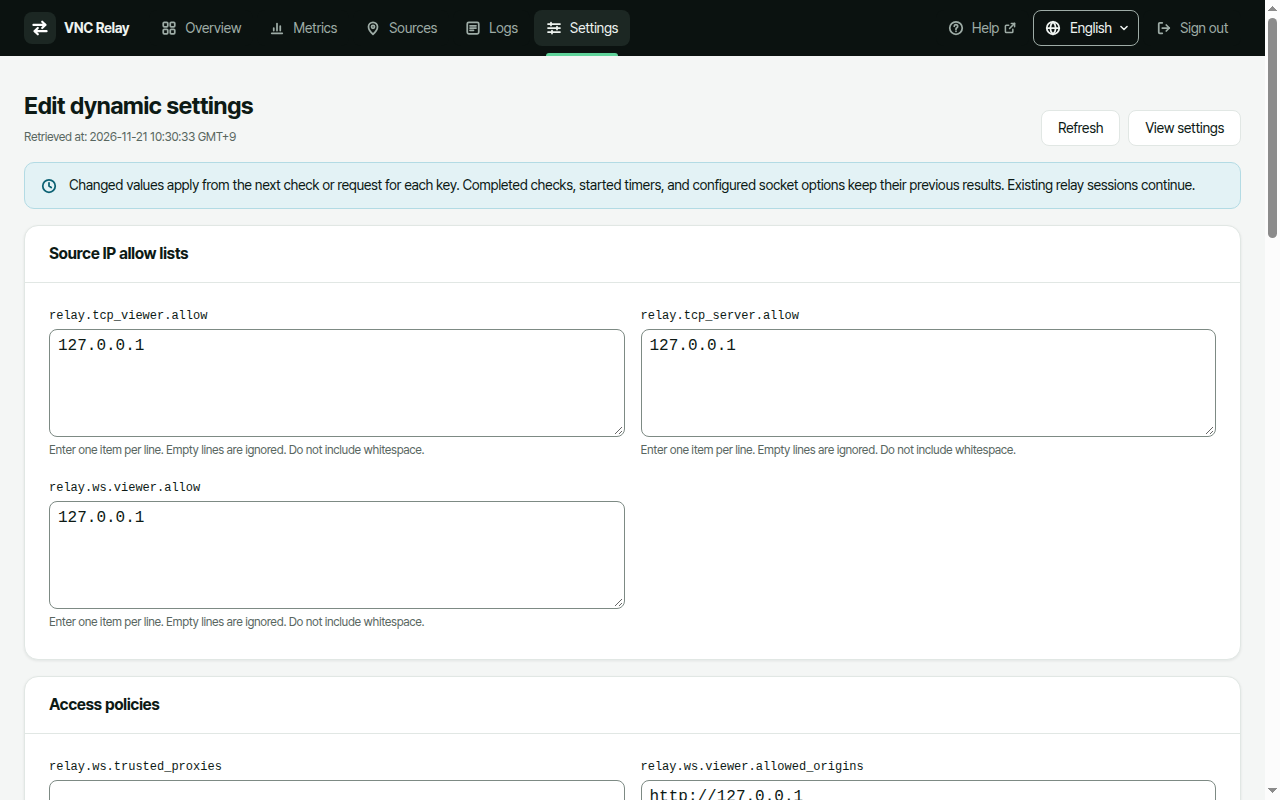 VNC Relay
Overview
Metrics
Sources
Logs
Settings
Help
English
Sign out
Edit dynamic settings
Retrieved at: 2026-11-21 10:30:33 GMT+9
Refresh
View settings
Changed values apply from the next check or request for each key. Completed checks, started timers, and configured socket options keep their previous results. Existing relay sessions continue.
Source IP allow lists
relay.tcp_viewer.allow
127.0.0.1
Enter one item per line. Empty lines are ignored. Do not include whitespace.
relay.tcp_server.allow
127.0.0.1
Enter one item per line. Empty lines are ignored. Do not include whitespace.
relay.ws.viewer.allow
127.0.0.1
Enter one item per line. Empty lines are ignored. Do not include whitespace.
Access policies
relay.ws.trusted_proxies
relay.ws.viewer.allowed_origins
http://127.0.0.1